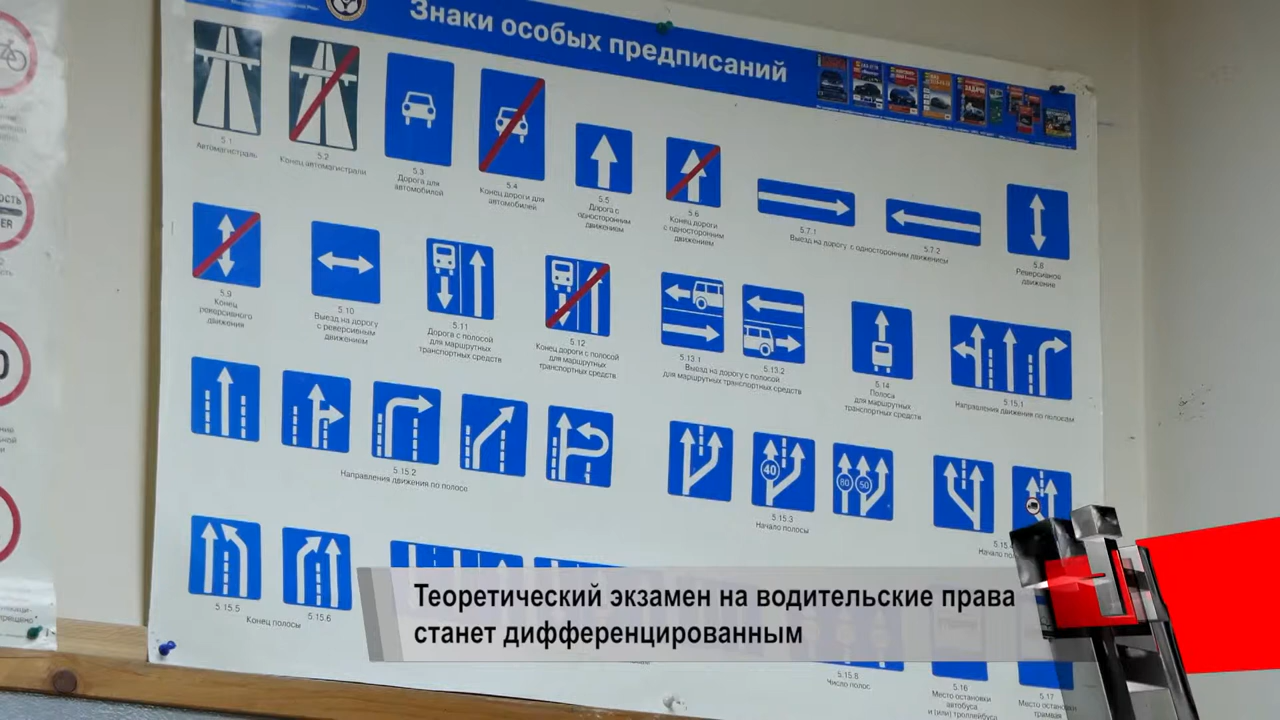 Знаки особых предписаний
5.1
Автомагистраль
5.2
Конец автомагистрали
5.3
Дорога для
автомобилей
5.4
Конец дороги для
автомобилей
5.5
Дорога с
односторонним
движением
5.6
Конец дороги
с односторонним
движением
5.7.1
5.7.2
Выезд на дорогу с односторонним движением
5.8
Реверсивное
движение
5.9
Конец
реверсивного
движения
5.10
Выезд на дорогу
с реверсивным
движением
5.11
Дорога с полосой
для маршрутных
транспортных средств
5.12
Конец дороги с полосой
для маршрутных
транспортных средств
5.13.1
5.13.2
Выезд на дорогу с полосой
для маршрутных транспортных средств
5.14
Полоса
для маршрутных
транспортных средств
5.15.1
Направления движения по полосам
5.15.2
Направления движения по полосе
40
80
50
5.15.3
Начало полосы
5.15.5
5.15.6
Конец полосы
Теоретический экзамен на водительские права
станет дифференцированным
5.15.8
Число полос
5.16
Место остановки
автобуса
и (или) троллейбуса
5.17
Место
трамвая